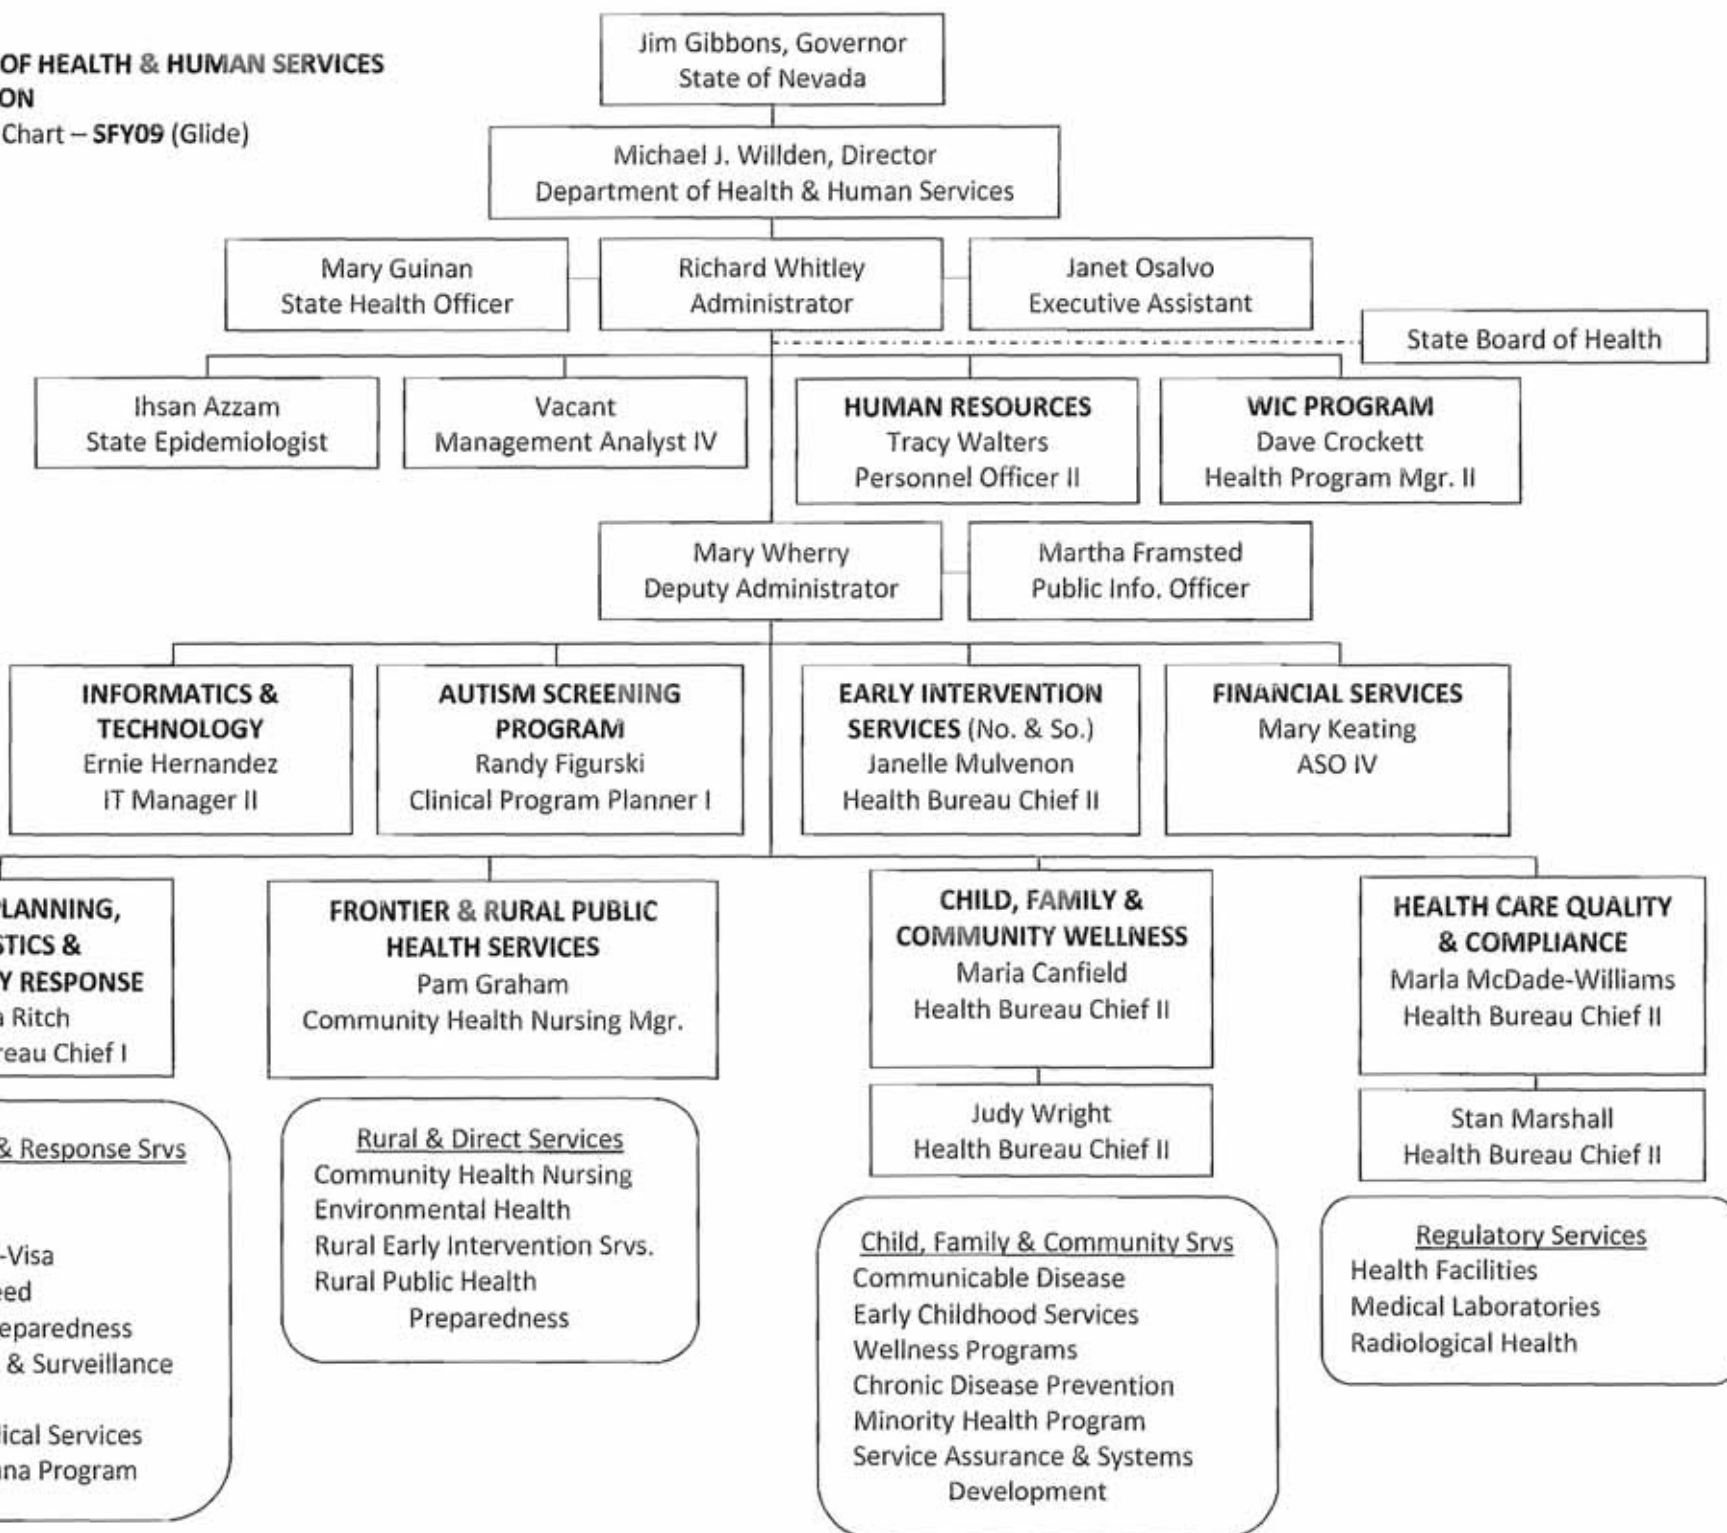 OF HEALTH & HUMAN SERVICES
ON
Chart – SFY09 (Glide)
Jim Gibbons, Governor
State of Nevada
Michael J. Willden, Director
Department of Health & Human Services
Mary Guinan
State Health Officer
Richard Whitley
Administrator
Janet Osalvo
Executive Assistant
State Board of Health
Ihsan Azzam
State Epidemiologist
Vacant
Management Analyst IV
HUMAN RESOURCES
Tracy Walters
Personnel Officer II
WIC PROGRAM
Dave Crockett
Health Program Mgr. II
Mary Wherry
Deputy Administrator
Martha Framsted
Public Info. Officer
INFORMATICS &
TECHNOLOGY
Ernie Hernandez
IT Manager II
AUTISM SCREENING
PROGRAM
Randy Figurski
Clinical Program Planner I
EARLY INTERVENTION
SERVICES (No. & So.)
Janelle Mulvenon
Health Bureau Chief II
FINANCIAL SERVICES
Mary Keating
ASO IV
LANNING,
STICS &
Y RESPONSE
a Ritch
reau Chief I
FRONTIER & RURAL PUBLIC
HEALTH SERVICES
Pam Graham
Community Health Nursing Mgr.
CHILD, FAMILY &
COMMUNITY WELLNESS
Maria Canfield
Health Bureau Chief II
HEALTH CARE QUALITY
& COMPLIANCE
Marla McDade-Williams
Health Bureau Chief II
Judy Wright
Health Bureau Chief II
Stan Marshall
Health Bureau Chief II
& Response Srvs
-Visa
eed
eparedness
& Surveillance
lical Services
ana Program
Rural & Direct Services
Community Health Nursing
Environmental Health
Rural Early Intervention Srvs.
Rural Public Health
Preparedness
Child, Family & Community Srvs
Communicable Disease
Early Childhood Services
Wellness Programs
Chronic Disease Prevention
Minority Health Program
Service Assurance & Systems
Development
Regulatory Services
Health Facilities
Medical Laboratories
Radiological Health